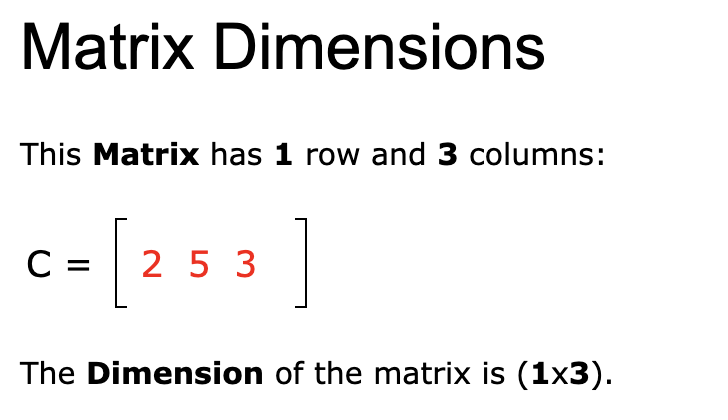 Matrix Dimensions
This Matrix has 1 row and 3 columns:
C = [ 2 5 3 ]
The Dimension of the matrix is (1x3).